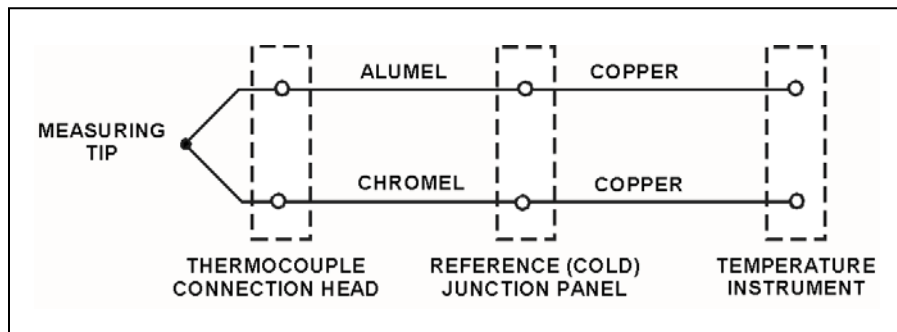 ALUMEL
COPPER
MEASURING
TIP
CHROMEL
COPPER
THERMOCOUPLE
CONNECTION HEAD
REFERENCE (COLD)
JUNCTION PANEL
TEMPERATURE
INSTRUMENT